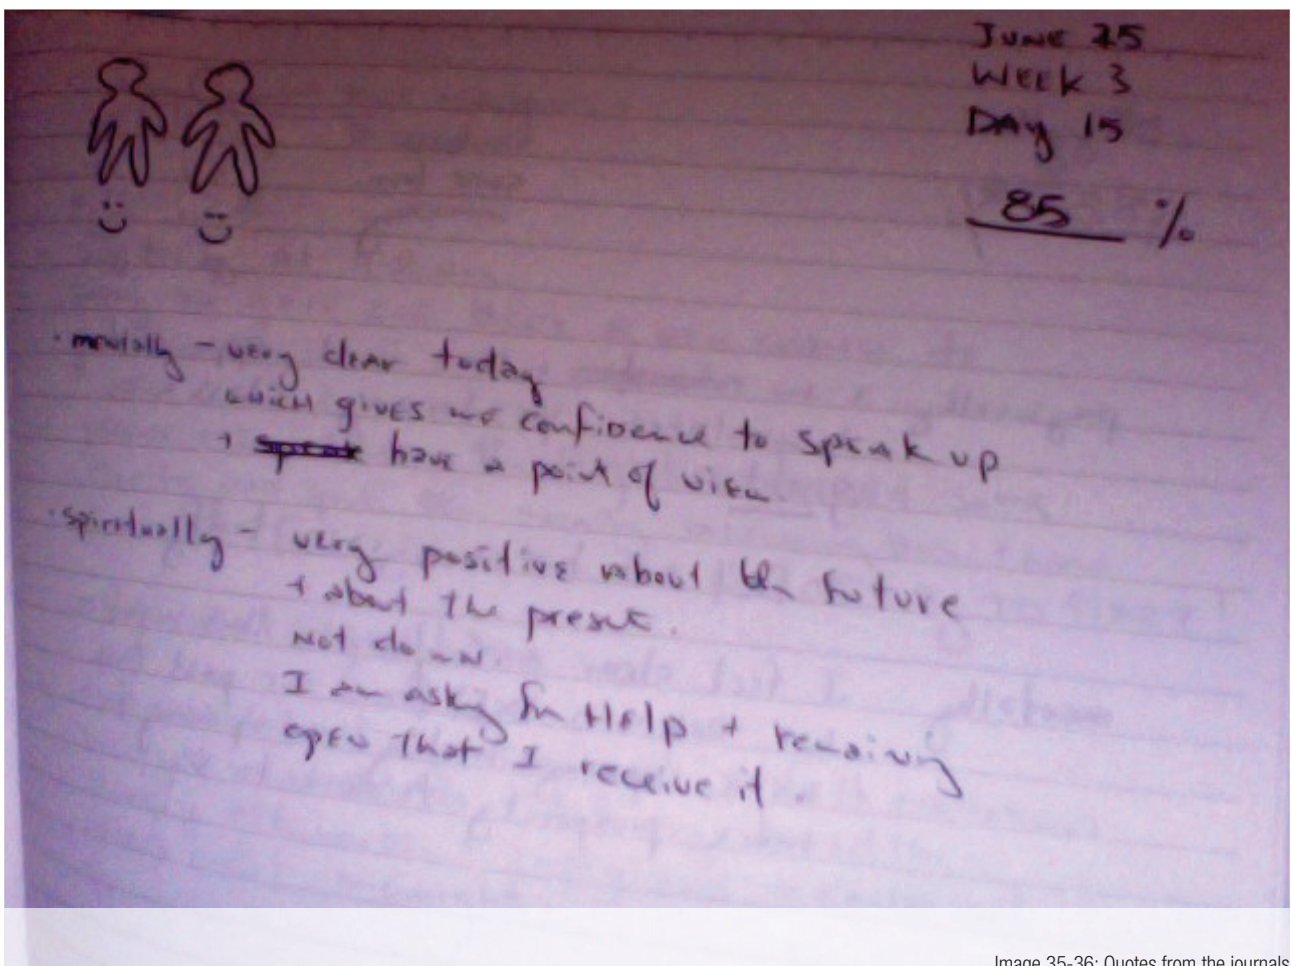 JUNE 25
WEEK 3
DAY 15
85 %
· mentally - very clear today
which gives me confidence to speak up
+ have a point of view.
· spiritually - very positive about the future
+ about the present.
Not down
I am asking for Help + remaining
open that I receive it.
Image 35-36: Quotes from the journals